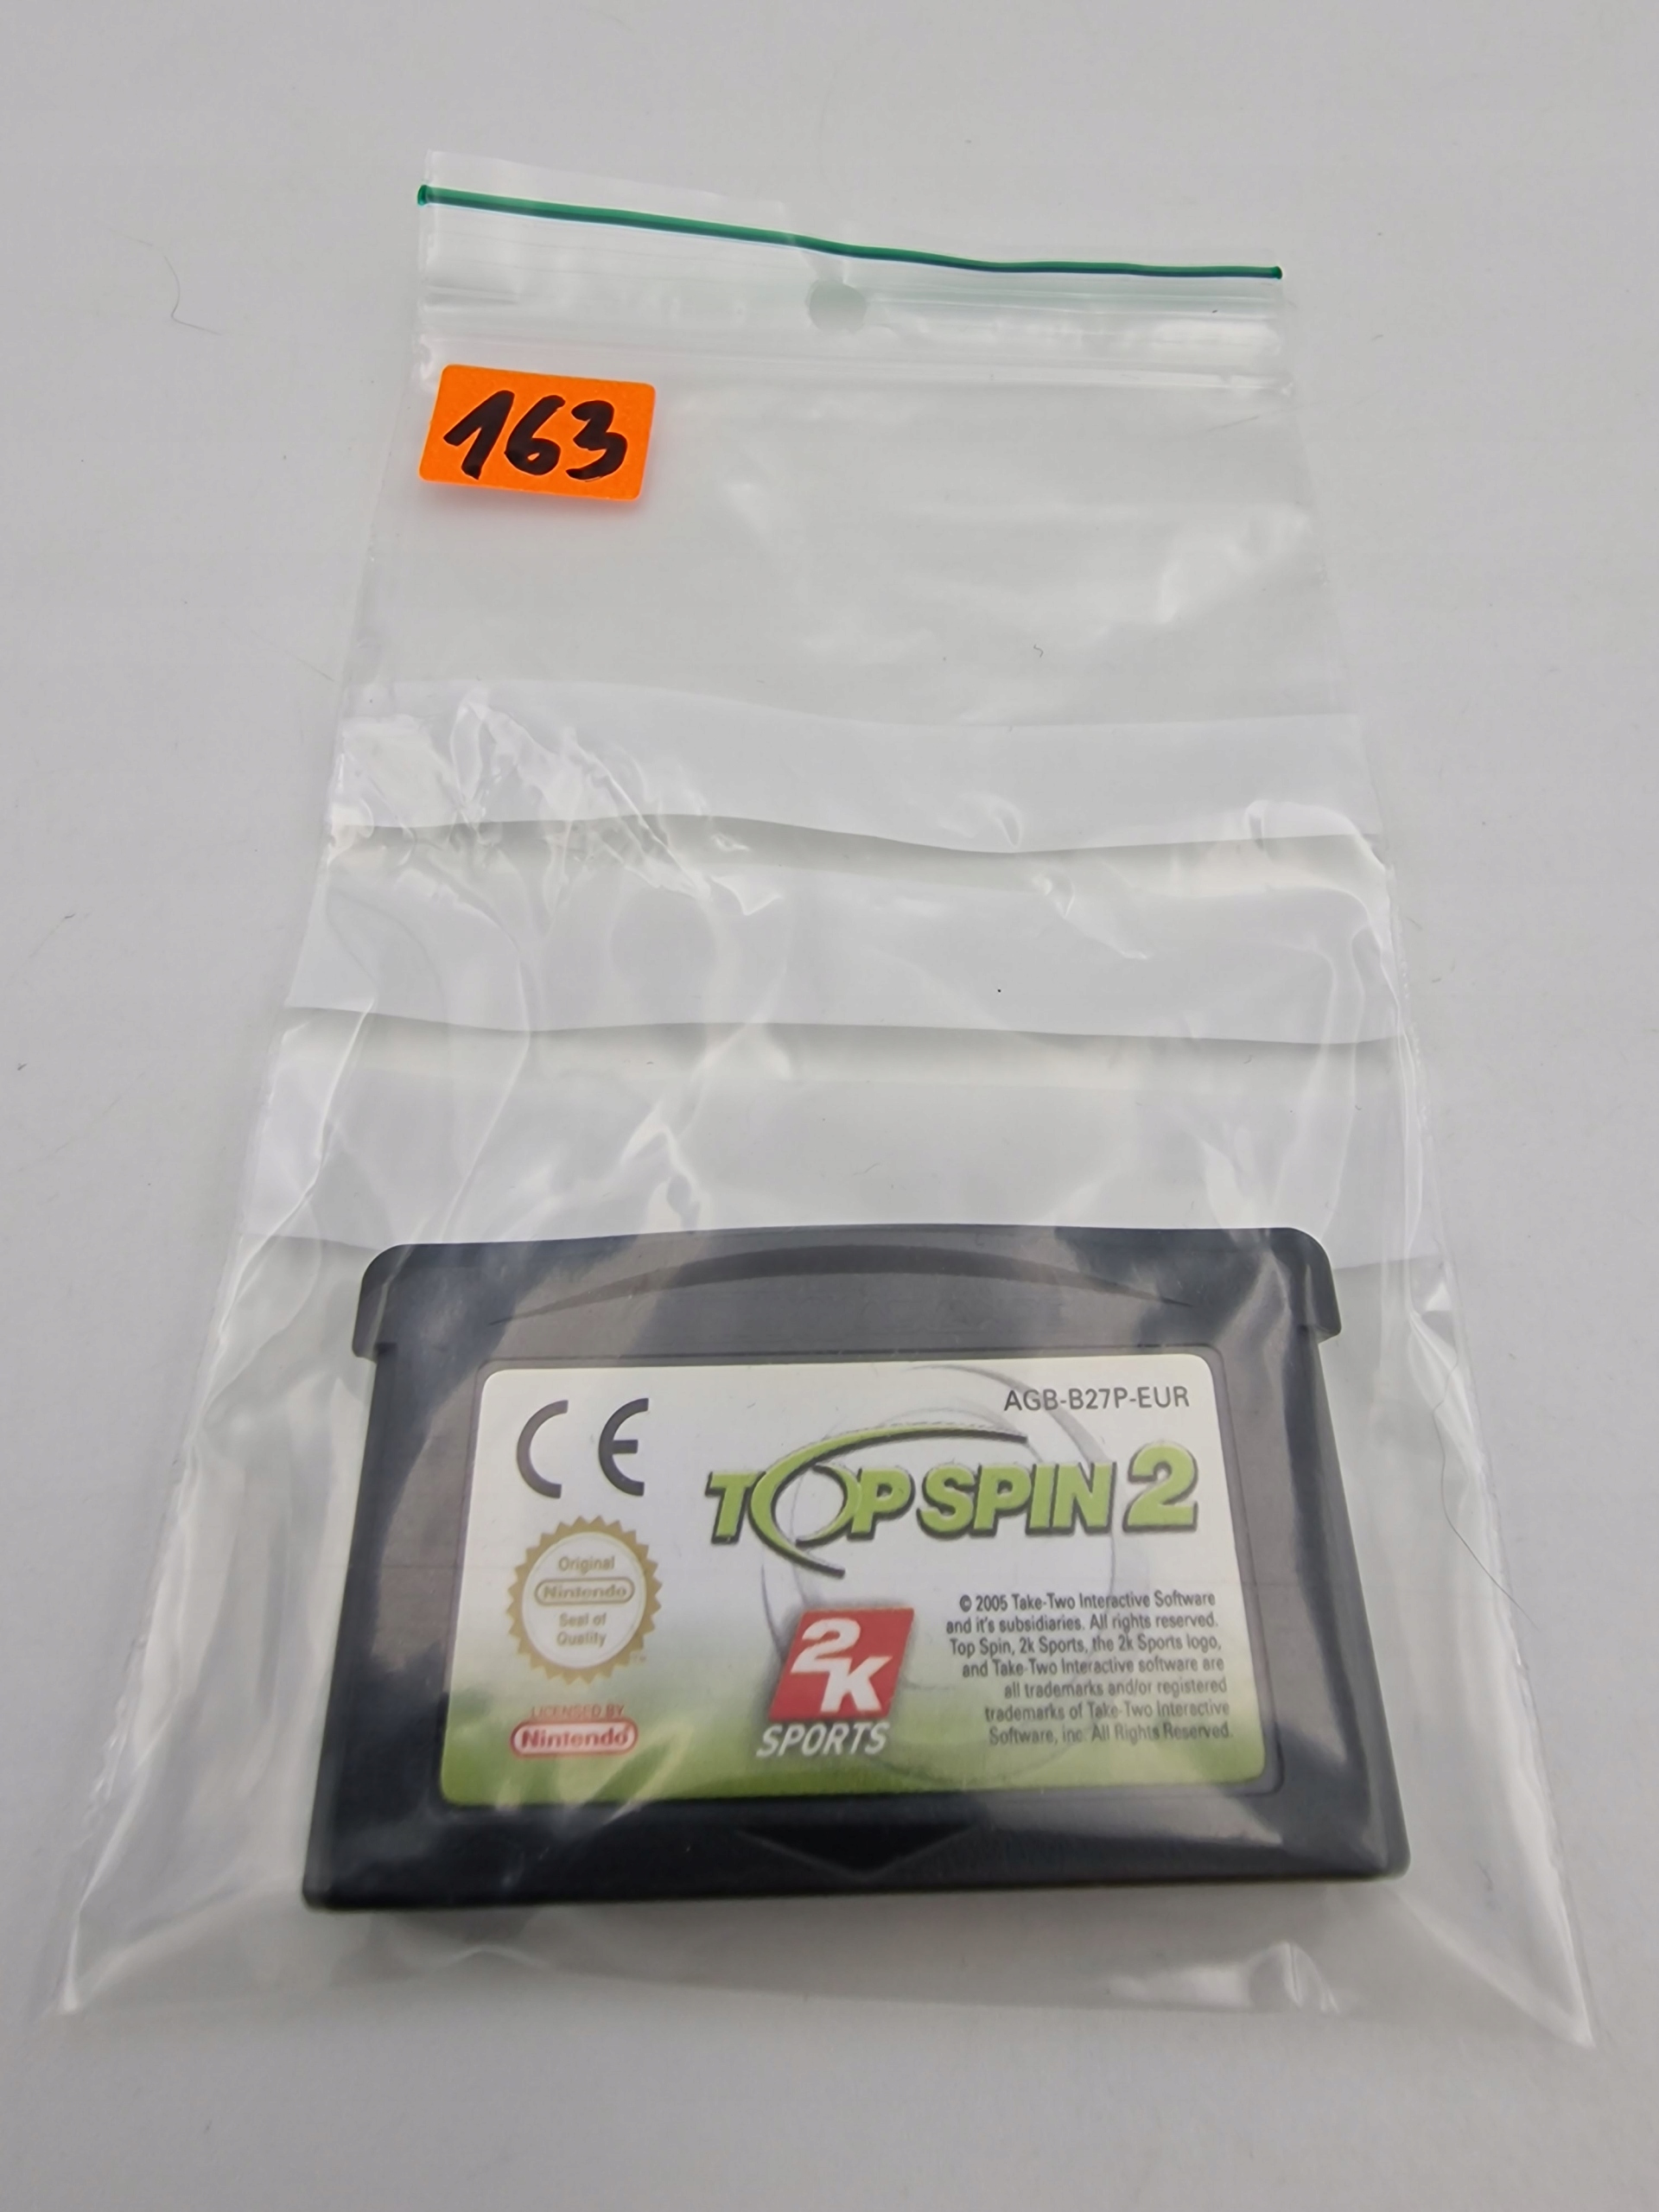 163
CE
AGB-B27P-EUR
TOP SPIN 2
Original
Nintendo
Seal of
Quality
TM
LICENSED BY
Nintendo
2K
SPORTS
© 2005 Take-Two Interactive Software
and it's subsidiaries. All rights reserved.
Top Spin, 2k Sports, the 2k Sports logo,
and Take-Two Interactive software are
all trademarks and/or registered
trademarks of Take-Two Interactive
Software, inc. All Rights Reserved.